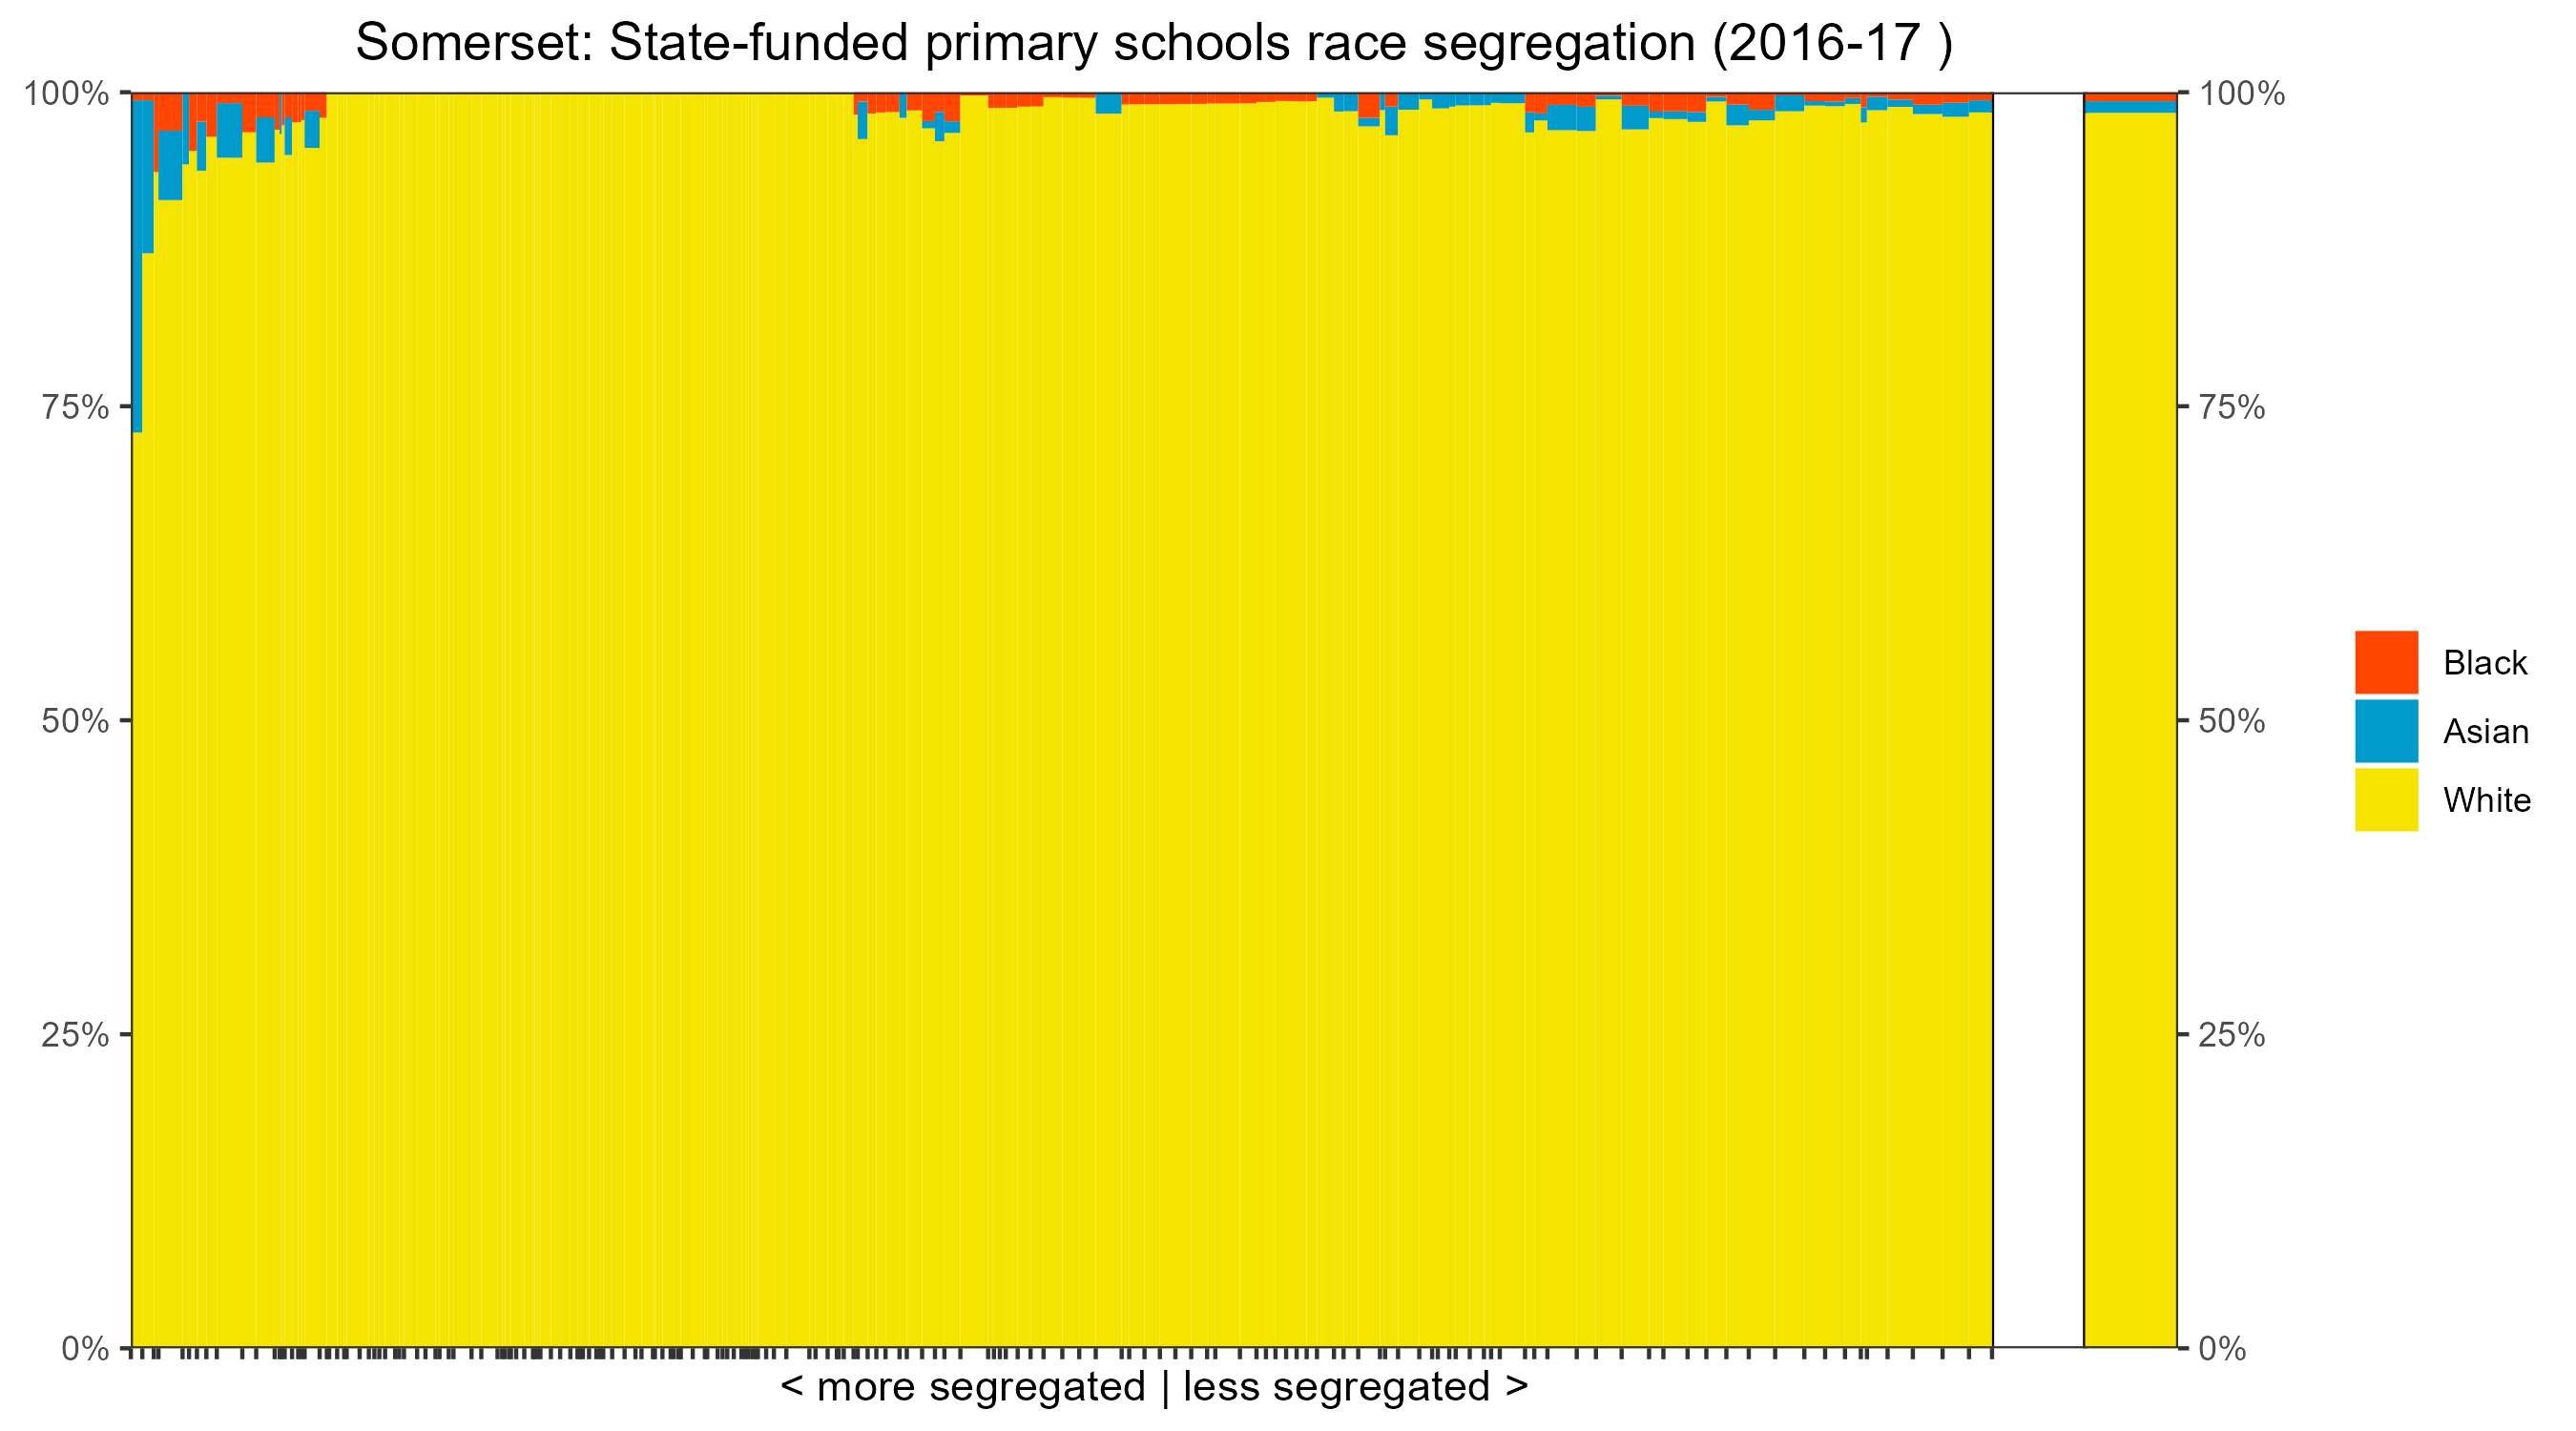 Somerset: State-funded primary schools race segregation (2016-17 )
100%
75%
50%
25%
0%
100%
75%
50%
25%
0%
Black
Asian
White
< more segregated | less segregated >